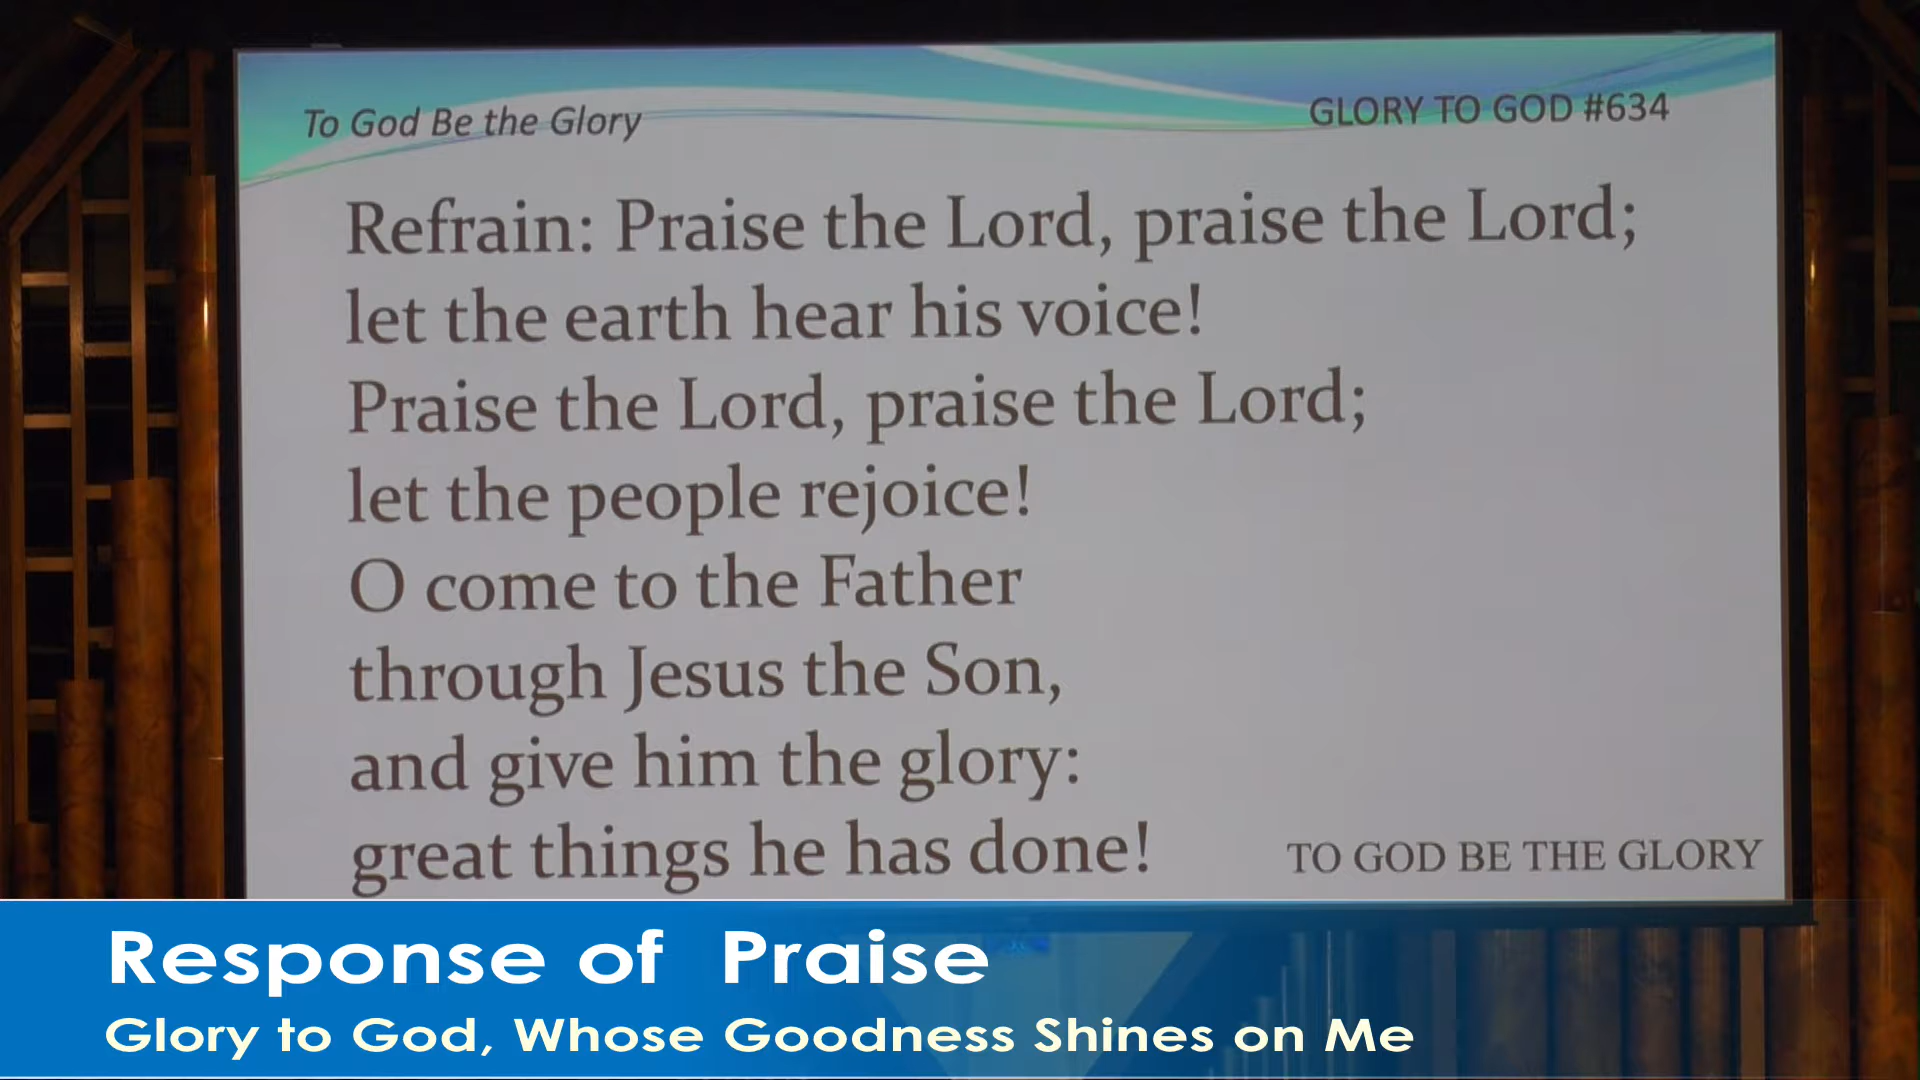 To God Be the Glory
GLORY TO GOD #634
Refrain: Praise the Lord, praise the Lord;
let the earth hear his voice!
Praise the Lord, praise the Lord;
let the people rejoice!
O come to the Father
through Jesus the Son,
and give him the glory:
great things he has done!
TO GOD BE THE GLORY
Response of Praise
Glory to God, Whose Goodness Shines on Me